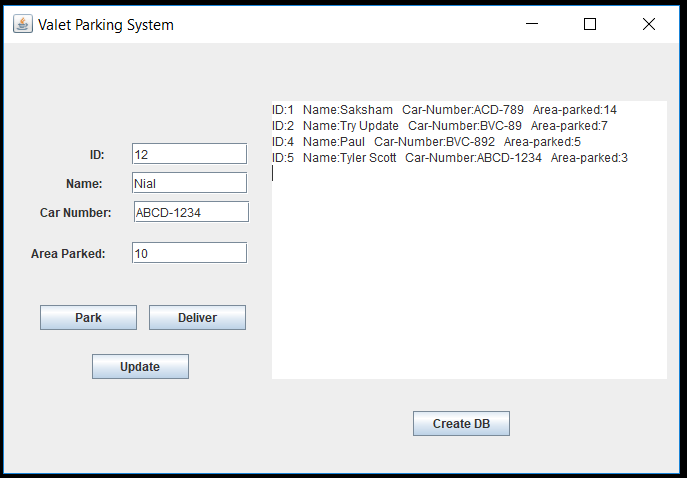 Valet Parking System
ID: 12
Name: Nial
Car Number: ABCD-1234
Area Parked: 10
Park Deliver
Update
ID:1 Name:Saksham Car-Number:ACD-789 Area-parked:14
ID:2 Name:Try Update Car-Number:BVC-89 Area-parked:7
ID:4 Name:Paul Car-Number:BVC-892 Area-parked:5
ID:5 Name:Tyler Scott Car-Number:ABCD-1234 Area-parked:3
Create DB